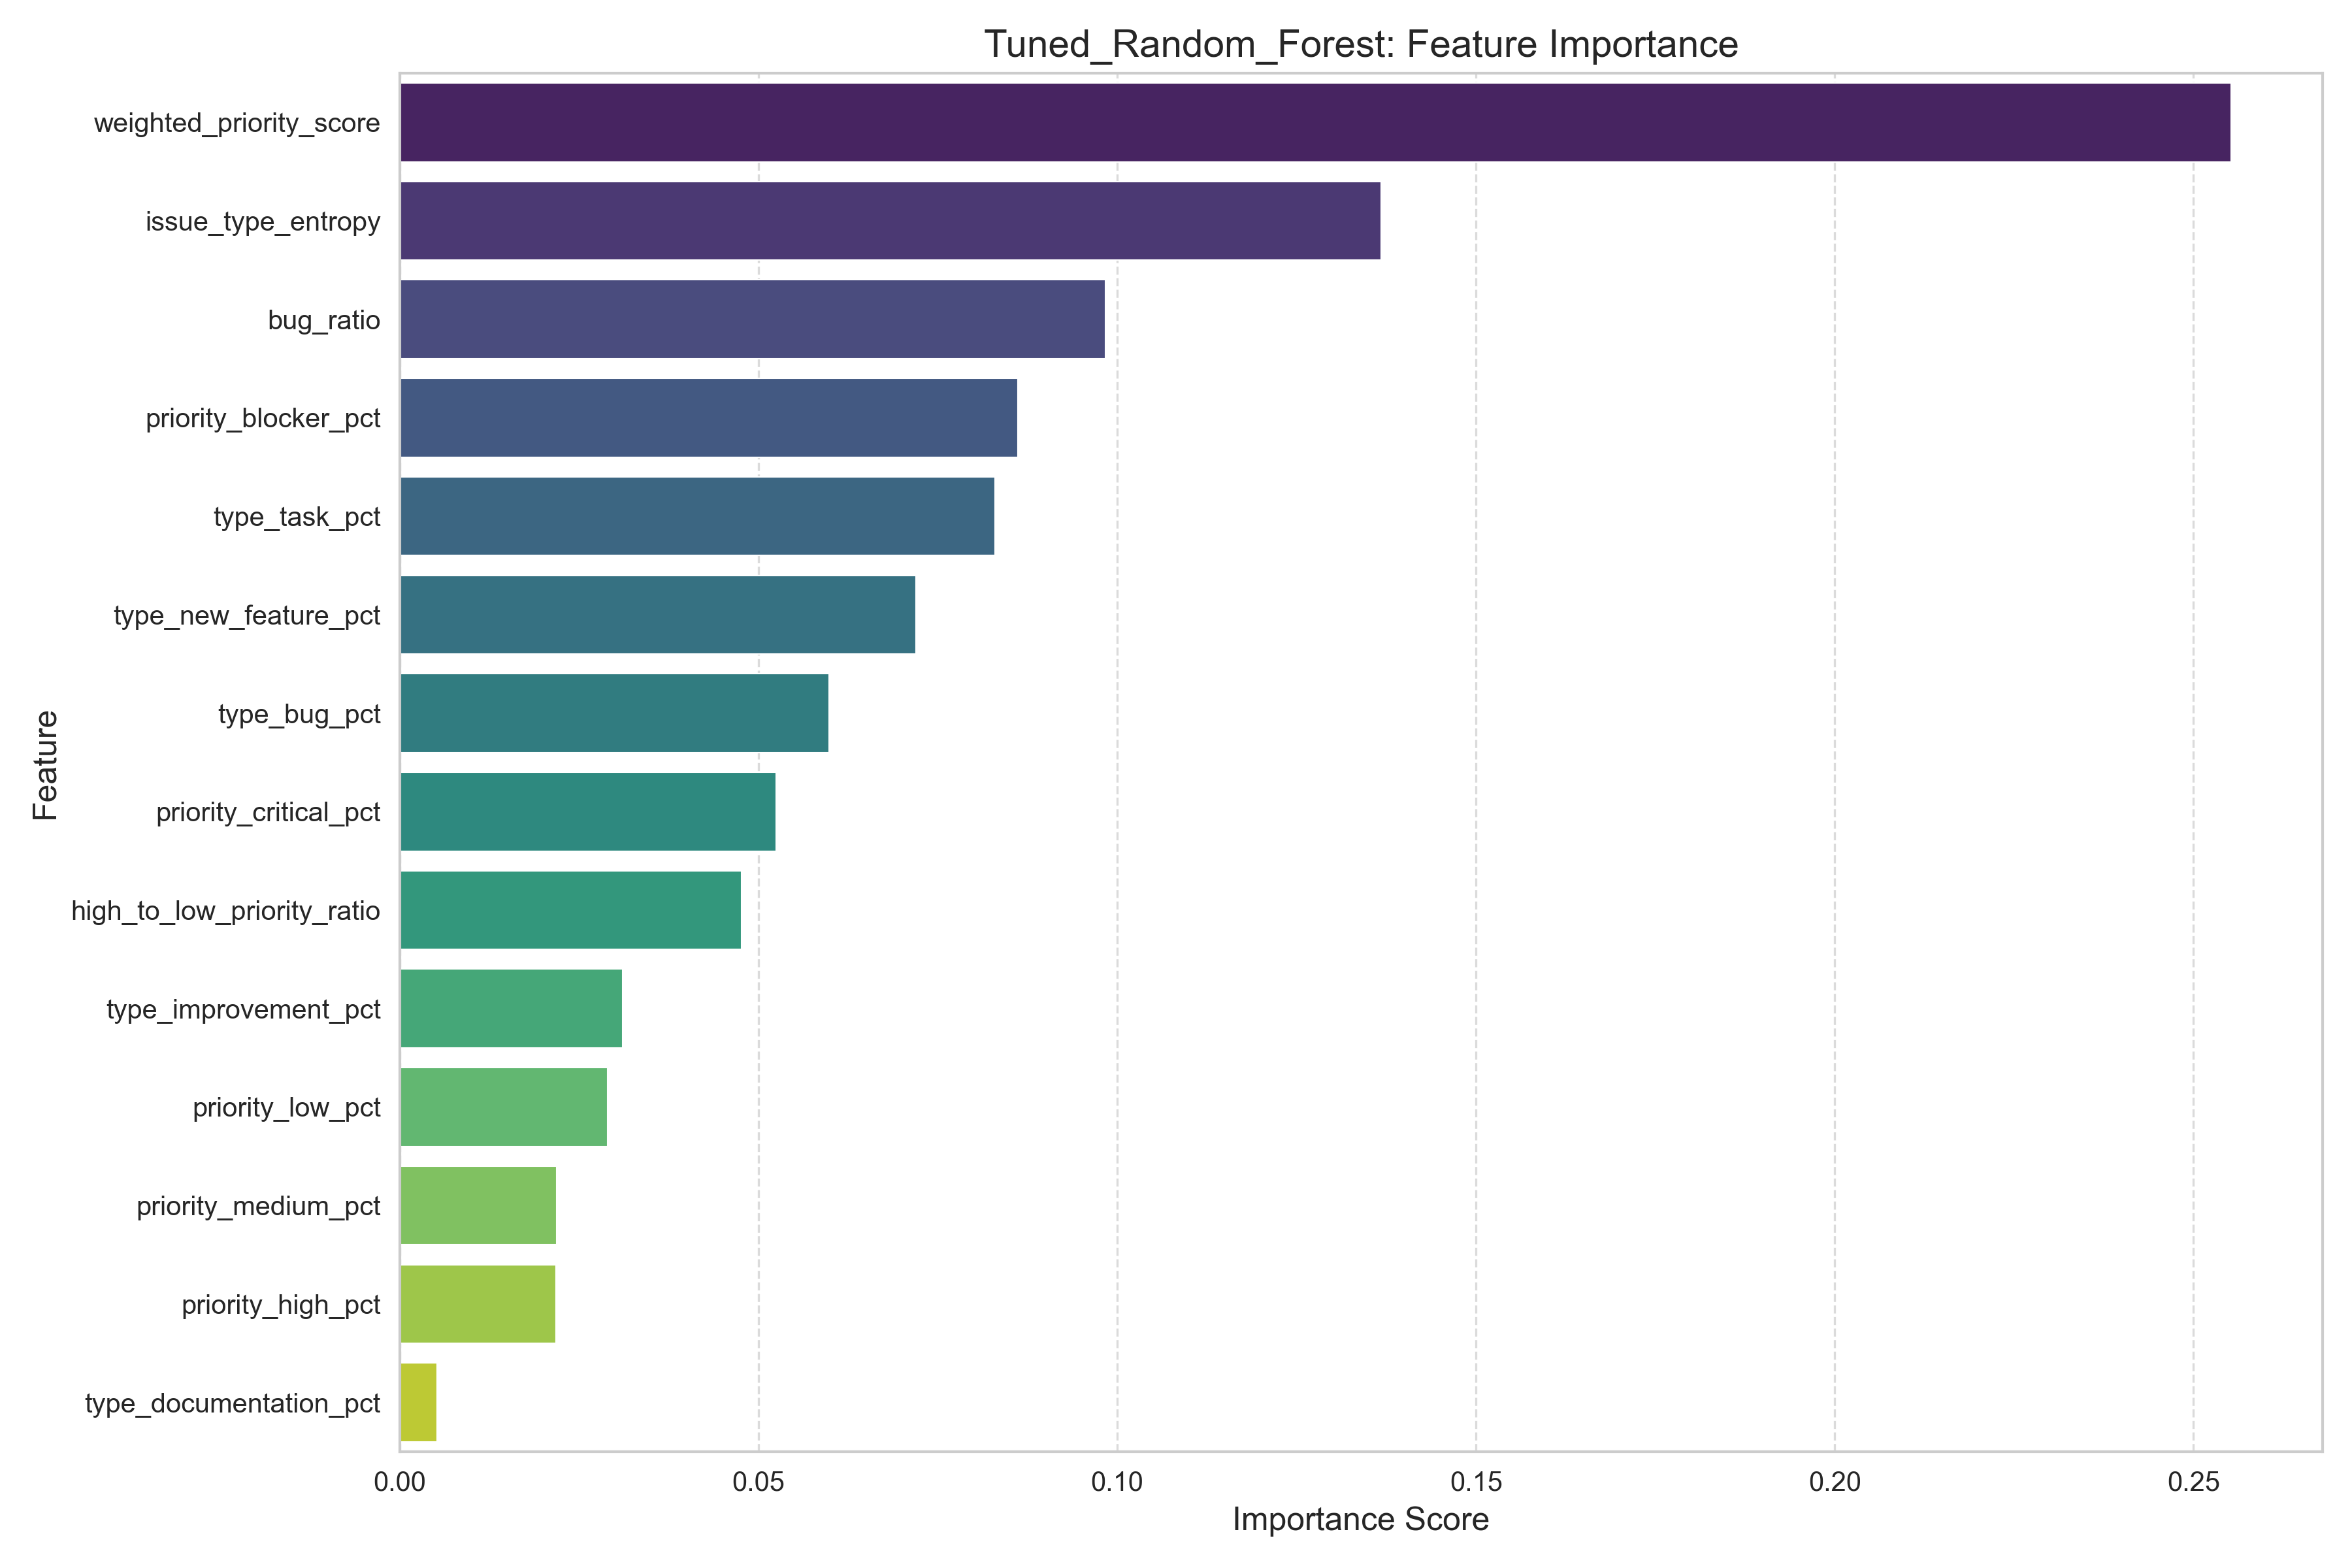 Tuned_Random_Forest: Feature Importance
weighted_priority_score
issue_type_entropy
bug_ratio
priority_blocker_pct
type_task_pct
type_new_feature_pct
type_bug_pct
priority_critical_pct
high_to_low_priority_ratio
type_improvement_pct
priority_low_pct
priority_medium_pct
priority_high_pct
type_documentation_pct
Feature
0.00 0.05 0.10 0.15 0.20 0.25
Importance Score